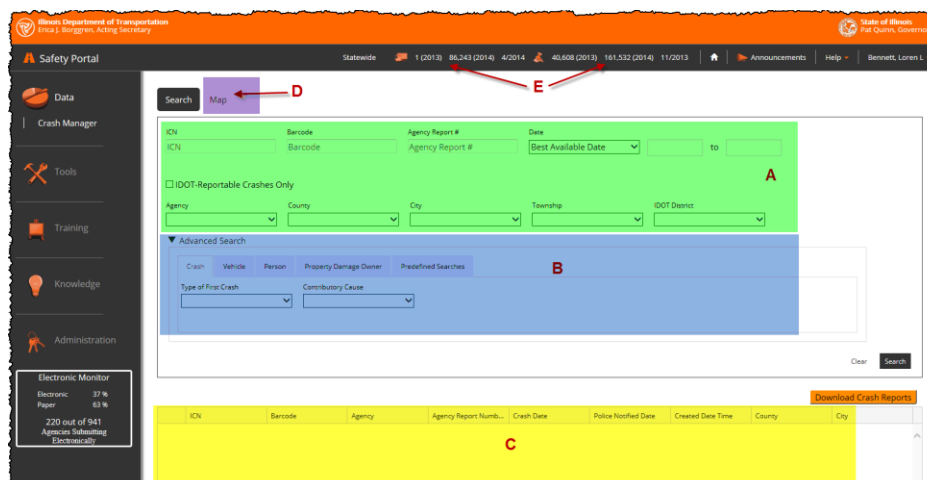 Illinois Department of Transportation
Erica J. Borggren, Acting Secretary
State of Illinois
Pat Quinn, Governo
Safety Portal
Statewide 1 (2013) 86,243 (2014) 4/2014 40,608 (2013) 161,532 (2014) 11/2013 Announcements Help Bennett, Loren L
E
Data
Crash Manager
Tools
Training
Knowledge
Administration
Electronic Monitor
Electronic 37 %
Paper 63 %
220 out of 941
Agencies Submitting
Electronically
Search Map D
ICN Barcode Agency Report # Date
ICN Barcode Agency Report # Best Available Date to
A
IDOT-Reportable Crashes Only
Agency County City Township IDOT District
Advanced Search
Crash Vehicle Person Property Damage Owner Predefined Searches
B
Type of First Crash Contributory Cause
Clear Search
Download Crash Reports
ICN Barcode Agency Agency Report Numb... Crash Date Police Notified Date Created Date Time County City
C